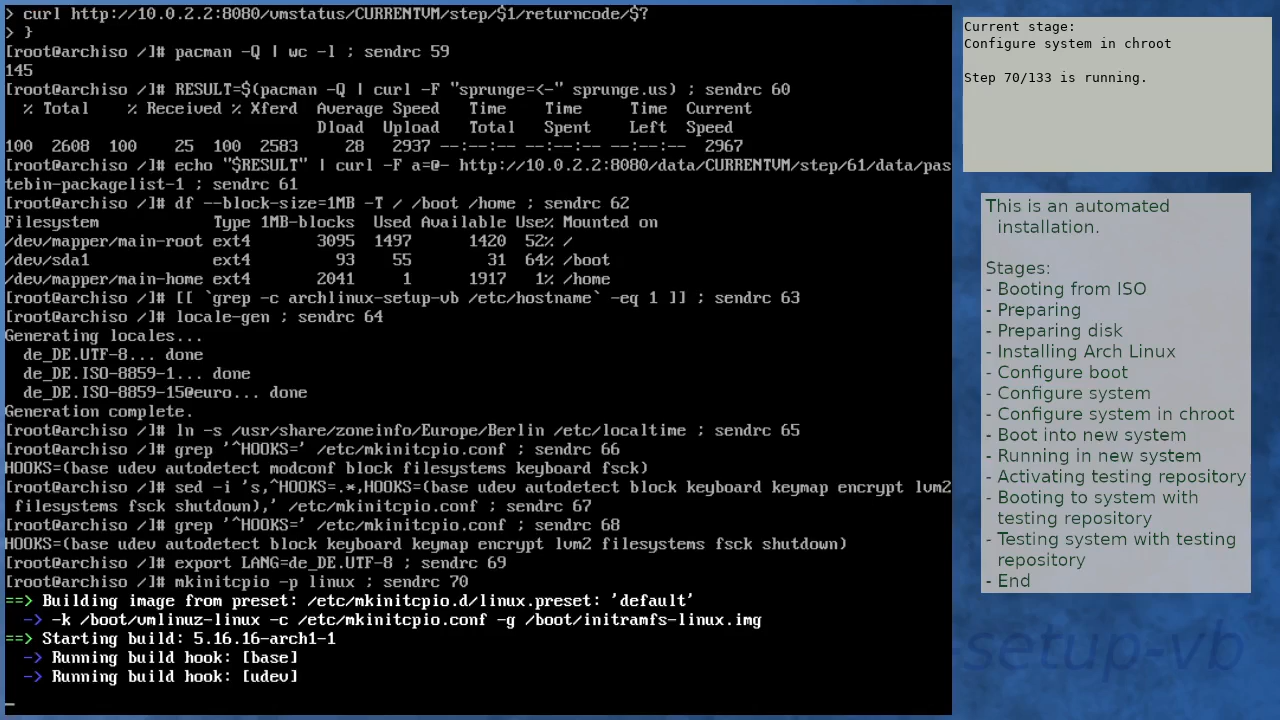 > curl http://10.0.2.2:8080/vmstatus/CURRENTVM/step/$1/returncode/$?
> }
[root@archiso /]# pacman -Q | wc -l ; sendrc 59
145
[root@archiso /]# RESULT=$(pacman -Q | curl -F "sprunge=<-" sprunge.us) ; sendrc 60
  % Total    % Received % Xferd  Average Speed   Time    Time     Time  Current
                                 Dload  Upload   Total   Spent    Left  Speed
100  2608  100    25  100  2583     28   2937 --:--:-- --:--:-- --:--:--  2967
[root@archiso /]# echo "$RESULT" | curl -F a=@- http://10.0.2.2:8080/data/CURRENTVM/step/61/data/pas
tebin-packagelist-1 ; sendrc 61
[root@archiso /]# df --block-size=1MB -T / /boot /home ; sendrc 62
Filesystem            Type 1MB-blocks  Used Available Use% Mounted on
/dev/mapper/main-root ext4       3095  1497      1420  52% /
/dev/sda1             ext4         93    55        31  64% /boot
/dev/mapper/main-home ext4       2041     1      1917   1% /home
[root@archiso /]# [[ `grep -c archlinux-setup-vb /etc/hostname` -eq 1 ]] ; sendrc 63
[root@archiso /]# locale-gen ; sendrc 64
Generating locales...
  de_DE.UTF-8... done
  de_DE.ISO-8859-1... done
  de_DE.ISO-8859-15@euro... done
Generation complete.
[root@archiso /]# ln -s /usr/share/zoneinfo/Europe/Berlin /etc/localtime ; sendrc 65
[root@archiso /]# grep '^HOOKS=' /etc/mkinitcpio.conf ; sendrc 66
HOOKS=(base udev autodetect modconf block filesystems keyboard fsck)
[root@archiso /]# sed -i 's,^HOOKS=.*,HOOKS=(base udev autodetect block keyboard keymap encrypt lvm2
 filesystems fsck shutdown),' /etc/mkinitcpio.conf ; sendrc 67
[root@archiso /]# grep '^HOOKS=' /etc/mkinitcpio.conf ; sendrc 68
HOOKS=(base udev autodetect block keyboard keymap encrypt lvm2 filesystems fsck shutdown)
[root@archiso /]# export LANG=de_DE.UTF-8 ; sendrc 69
[root@archiso /]# mkinitcpio -p linux ; sendrc 70
==> Building image from preset: /etc/mkinitcpio.d/linux.preset: 'default'
  -> -k /boot/vmlinuz-linux -c /etc/mkinitcpio.conf -g /boot/initramfs-linux.img
==> Starting build: 5.16.16-arch1-1
  -> Running build hook: [base]
  -> Running build hook: [udev]
_
Current stage:
Configure system in chroot
Step 70/133 is running.
This is an automated
installation.
Stages:
- Booting from ISO
- Preparing
- Preparing disk
- Installing Arch Linux
- Configure boot
- Configure system
- Configure system in chroot
- Boot into new system
- Running in new system
- Activating testing repository
- Booting to system with
testing repository
- Testing system with testing
repository
- End
-setup-vb